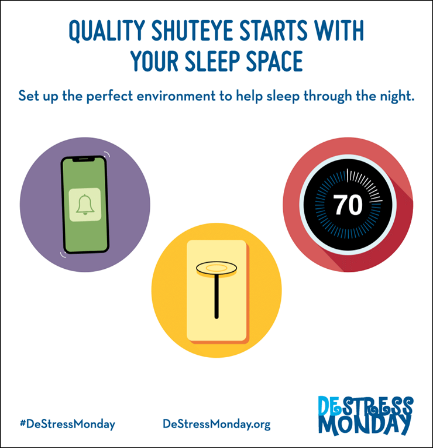 QUALITY SHUTEYE STARTS WITH
YOUR SLEEP SPACE
Set up the perfect environment to help sleep through the night.
70
#DeStressMonday
DeStressMonday.org
DESTRESS
MONDAY